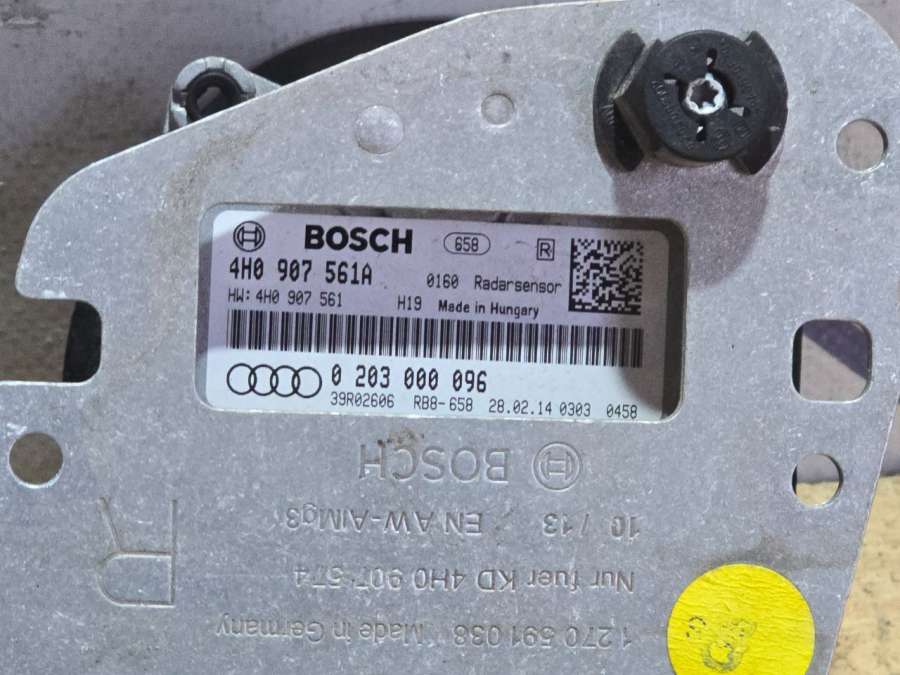 BOSCH 658 R
4H0 907 561A 0160 Radarsensor
HW: 4H0 907 561 H19 Made in Hungary
0 203 000 096
39R02606 RB8-658 28.02.14 0303 0458
BOSCH
10 / 13 EN AW-AlMg3
Nur fuer KD 4H0 907 574
1 270 591 038 Made in Germany
R